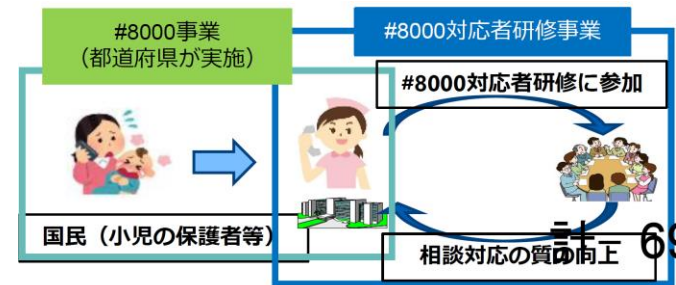 #8000事業
（都道府県が実施）
#8000対応者研修事業
#8000対応者研修に参加
国民（小児の保護者等）
相談対応の質の向上
計－ 69